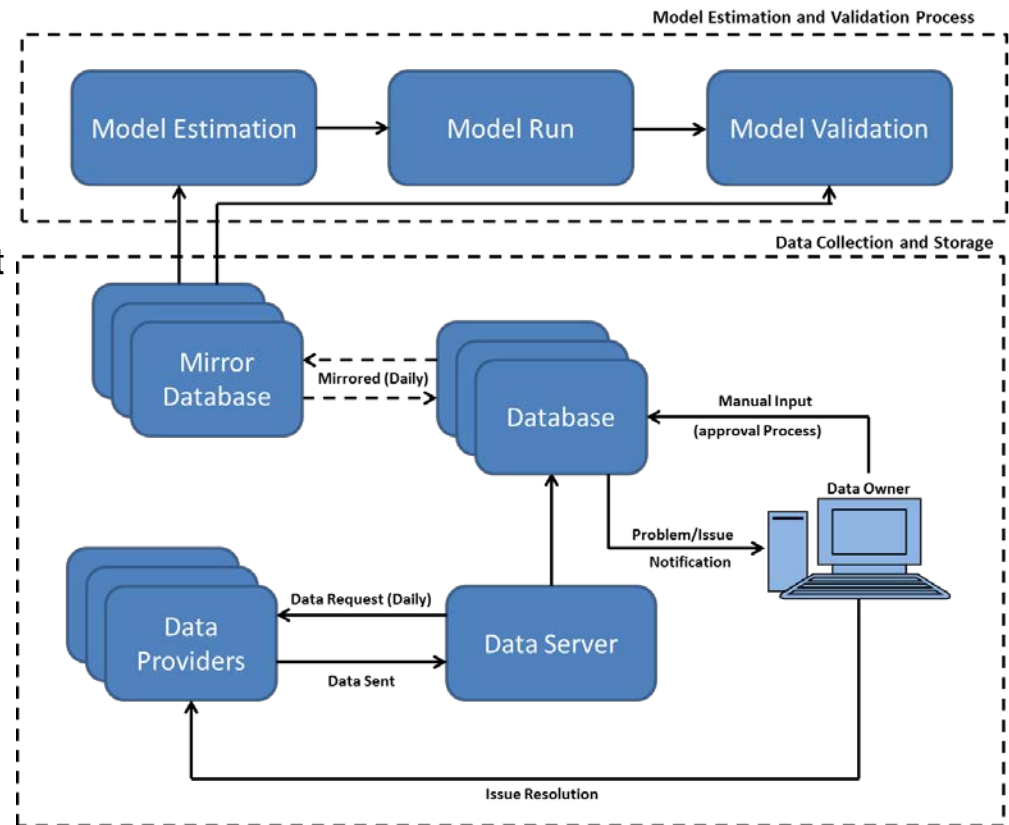 Model Estimation and Validation Process
Model Estimation
Model Run
Model Validation
t
Data Collection and Storage
Mirror
Database
Mirrored (Daily)
Database
Manual Input
(approval Process)
Data Owner
Problem/Issue
Notification
Data Providers
Data Request (Daily)
Data Sent
Data Server
Issue Resolution